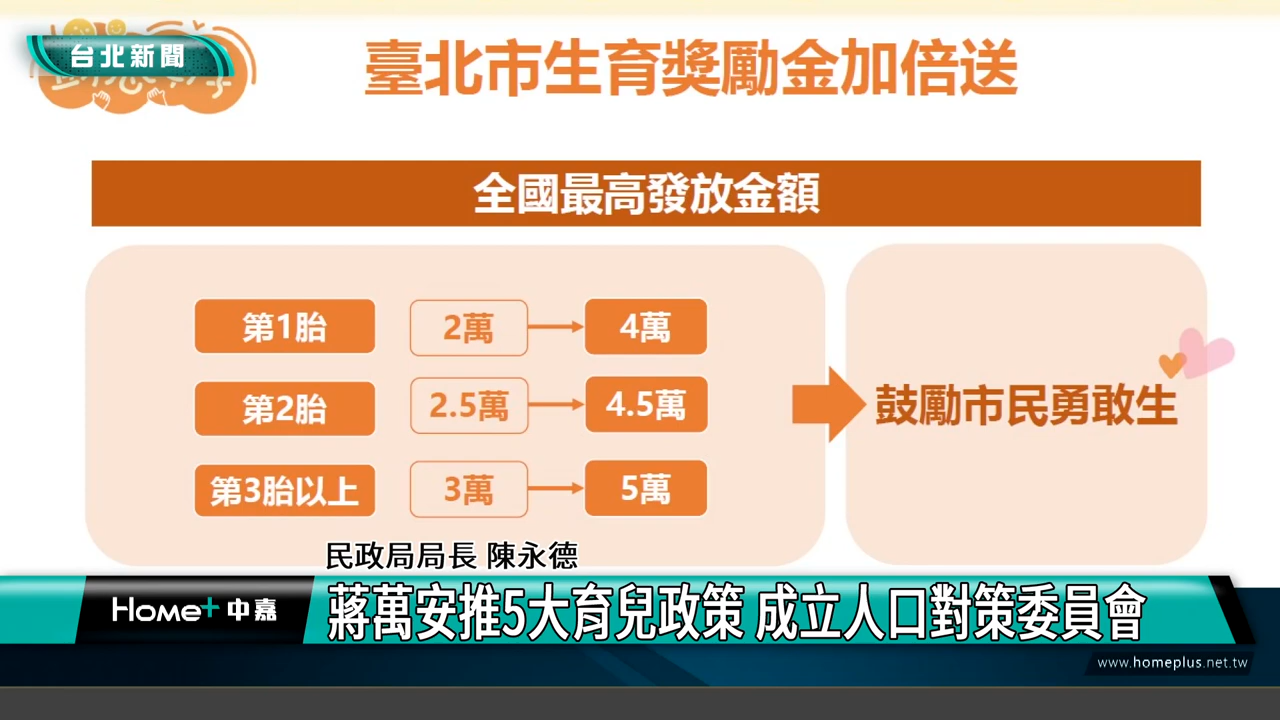 台北新聞
臺北市生育獎勵金加倍送
全國最高發放金額
第1胎 2萬 4萬
第2胎 2.5萬 4.5萬
第3胎以上 3萬 5萬
鼓勵市民勇敢生
民政局局長 陳永德
Home+中嘉
蔣萬安推5大育兒政策 成立人口對策委員會
www.homeplus.net.tw